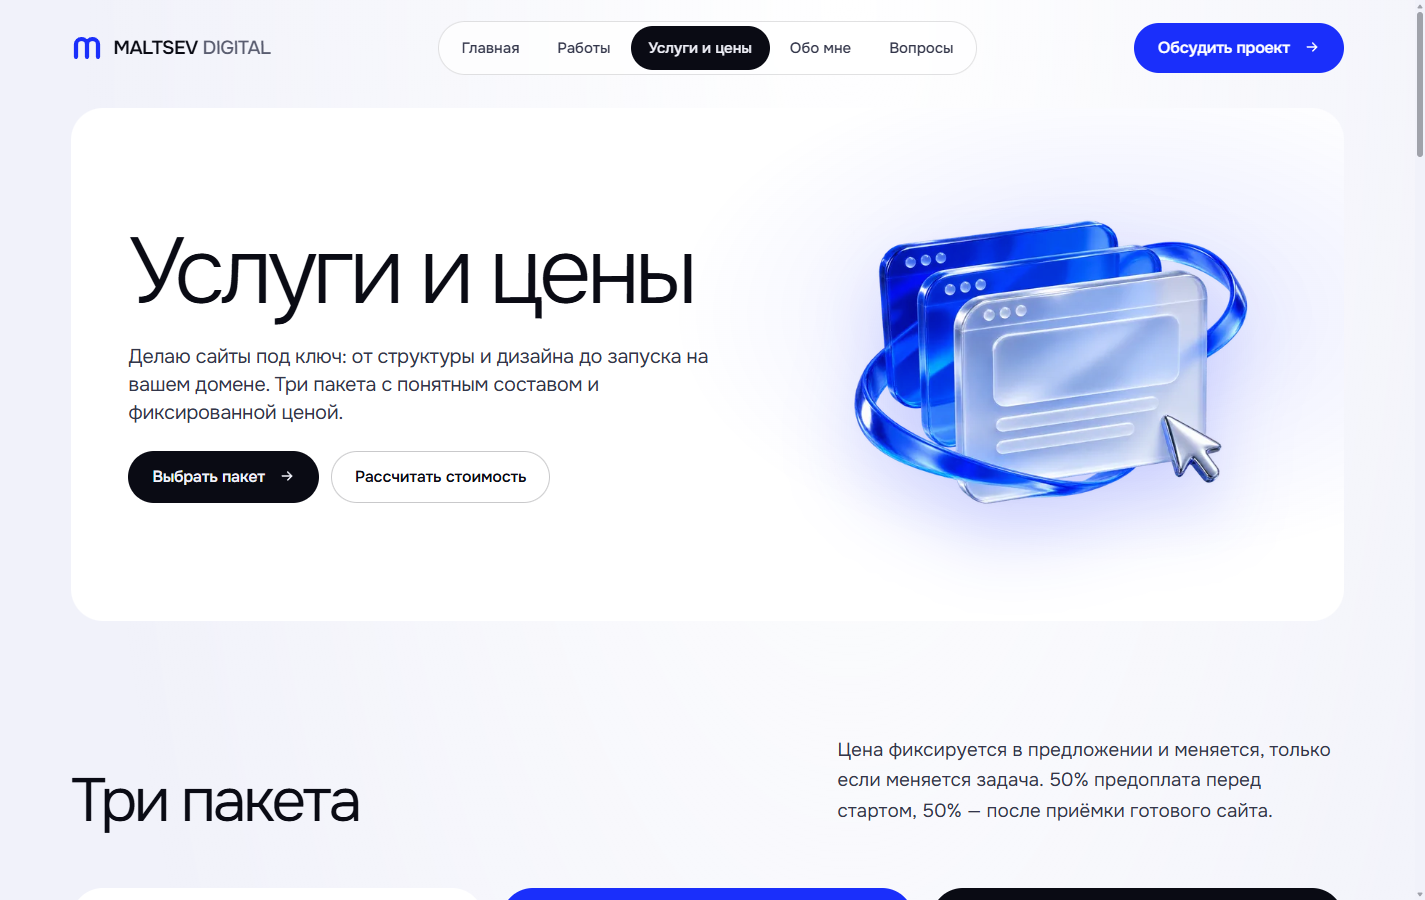 MALTSEV DIGITAL
Главная
Работы
Услуги и цены
Обо мне
Вопросы
Обсудить проект →
Услуги и цены
Делаю сайты под ключ: от структуры и дизайна до запуска на
вашем домене. Три пакета с понятным составом и
фиксированной ценой.
Выбрать пакет →
Рассчитать стоимость
Три пакета
Цена фиксируется в предложении и меняется, только
если меняется задача. 50% предоплата перед
стартом, 50% — после приёмки готового сайта.